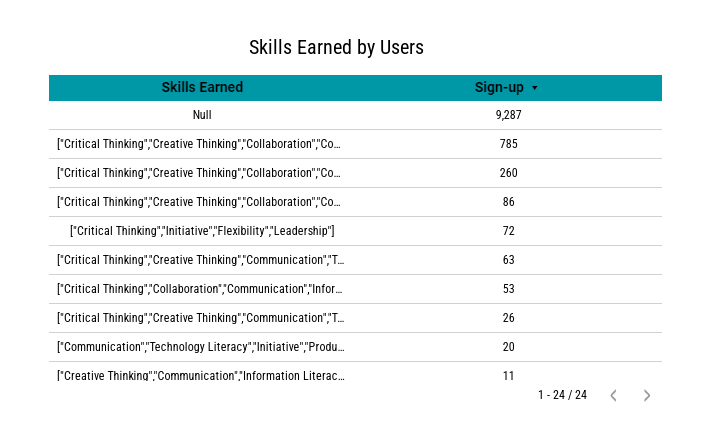 Skills Earned by Users
Skills Earned Sign-up
Null 9,287
["Critical Thinking","Creative Thinking","Collaboration","Co... 785
["Critical Thinking","Creative Thinking","Collaboration","Co... 260
["Critical Thinking","Creative Thinking","Collaboration","Co... 86
["Critical Thinking","Initiative","Flexibility","Leadership"] 72
["Critical Thinking","Creative Thinking","Communication","T... 63
["Critical Thinking","Collaboration","Communication","Infor... 53
["Critical Thinking","Creative Thinking","Communication","T... 26
["Communication","Technology Literacy","Initiative","Produ... 20
["Creative Thinking","Communication","Information Literac... 11
1 - 24 / 24